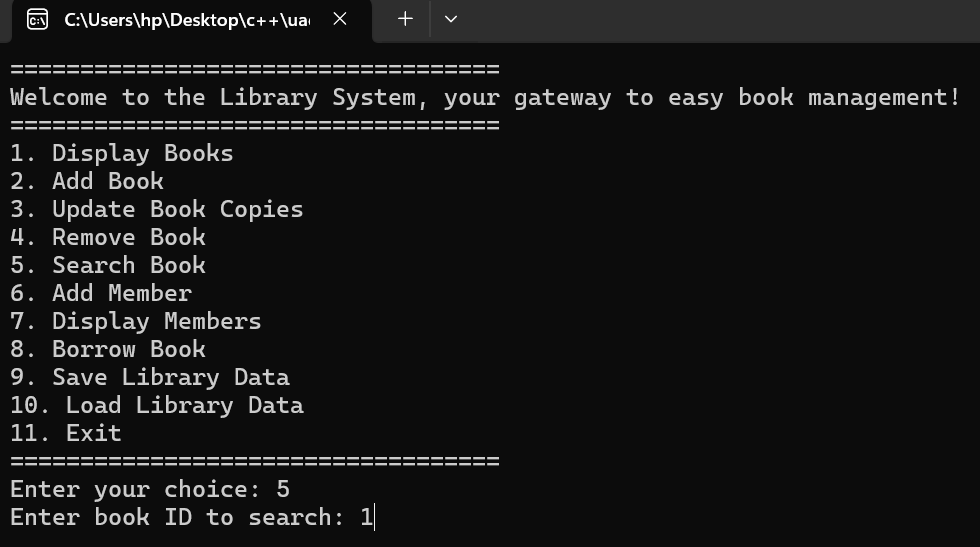 C:\Users\hp\Desktop\c++\ua
===================================
Welcome to the Library System, your gateway to easy book management!
===================================
1. Display Books
2. Add Book
3. Update Book Copies
4. Remove Book
5. Search Book
6. Add Member
7. Display Members
8. Borrow Book
9. Save Library Data
10. Load Library Data
11. Exit
===================================
Enter your choice: 5
Enter book ID to search: 1